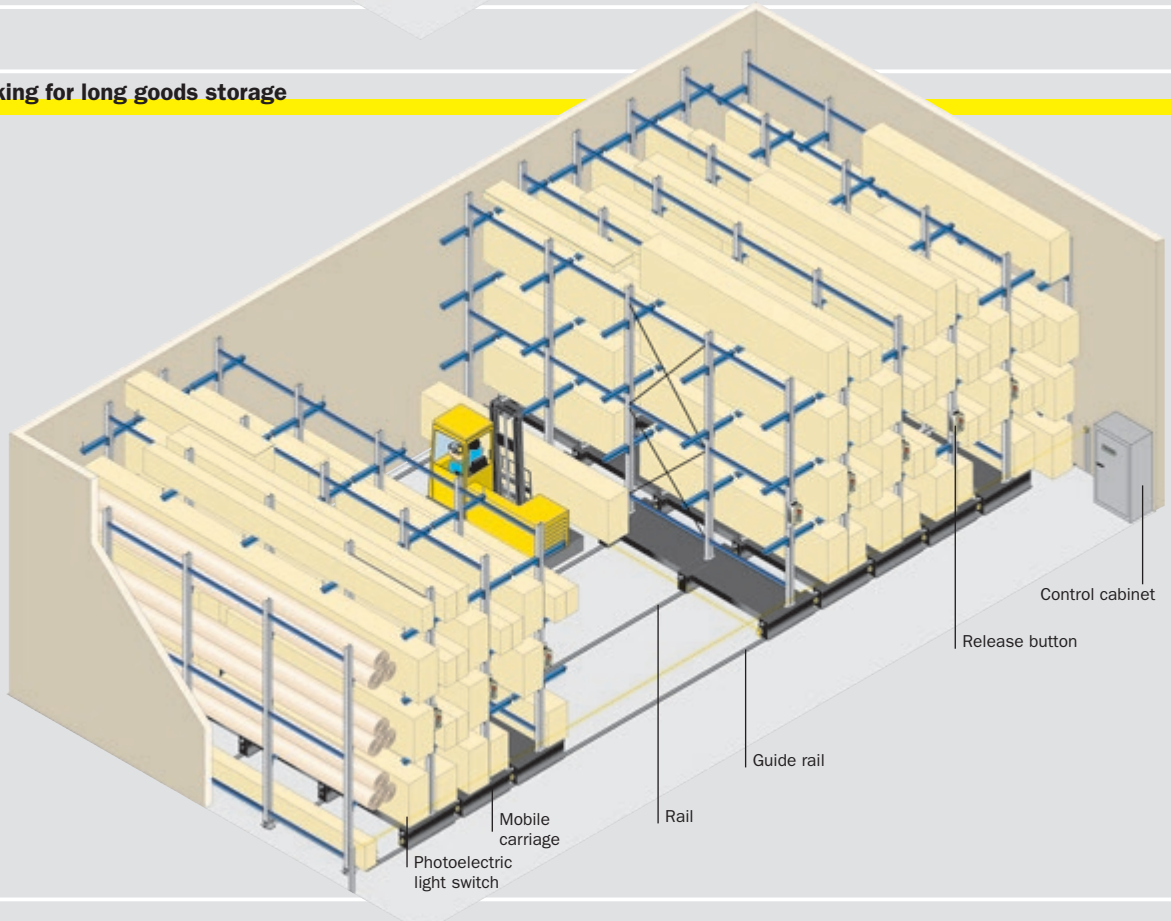 king for long goods storage
Control cabinet
Release button
Guide rail
Rail
Mobile
carriage
Photoelectric
light switch